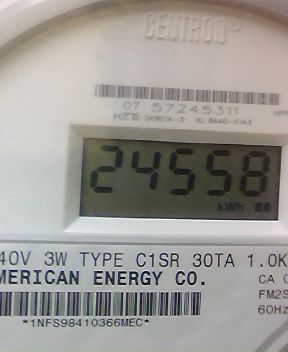 CENTRON®
07 57245311
24558
kWh
40V 3W TYPE C1SR 30TA 1.0K
MERICAN ENERGY CO.
CA
FM2S
60Hz
*1NFS98410366MEC*